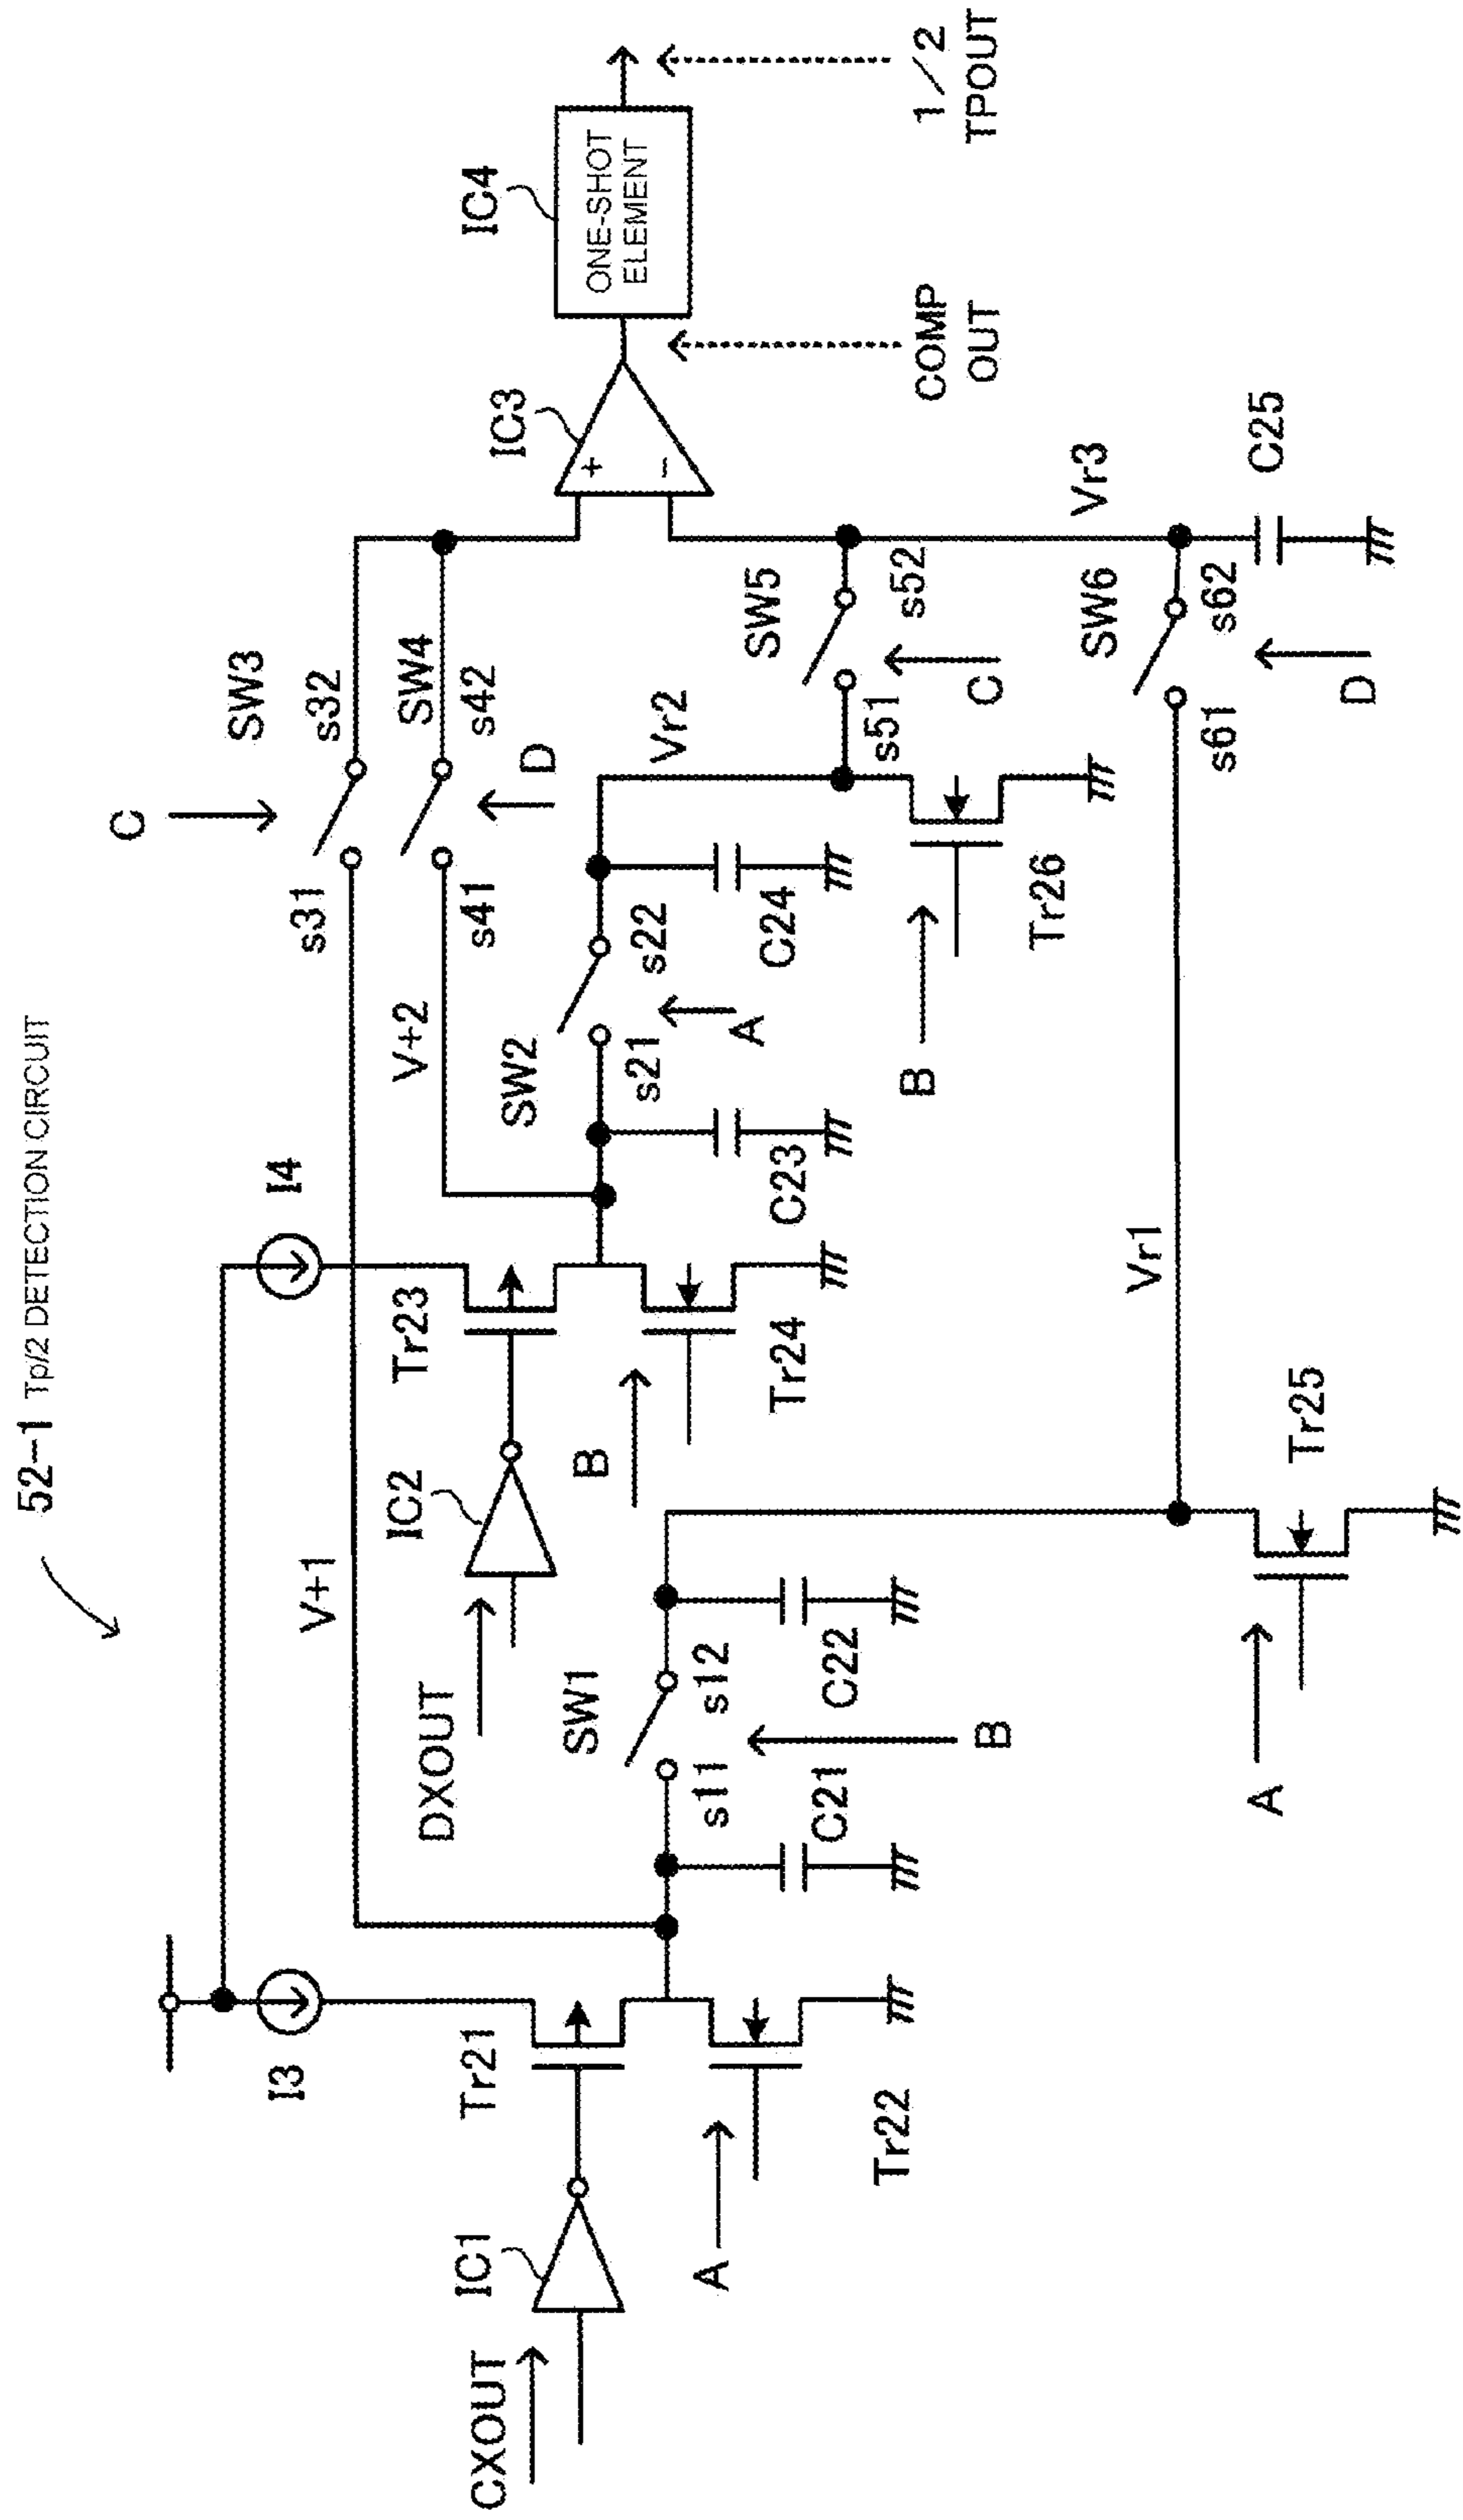 52-1 Tp/2 DETECTION CIRCUIT
C
SW3
s31
s32
I3
I4
V+1
V+2
SW4
s41
s42
D
CXOUT
IC1
Tr21
DXOUT
IC2
Tr23
IC3
+
-
IC4
ONE-SHOT
ELEMENT
A
Tr22
SW1
s11
s12
B
C21
C22
B
Tr24
SW2
s21
s22
A
C23
C24
Vr2
SW5
s51
s52
C
COMP
OUT
1/2
TPOUT
B
Tr26
A
Tr25
Vr1
SW6
s61
s62
D
Vr3
C25